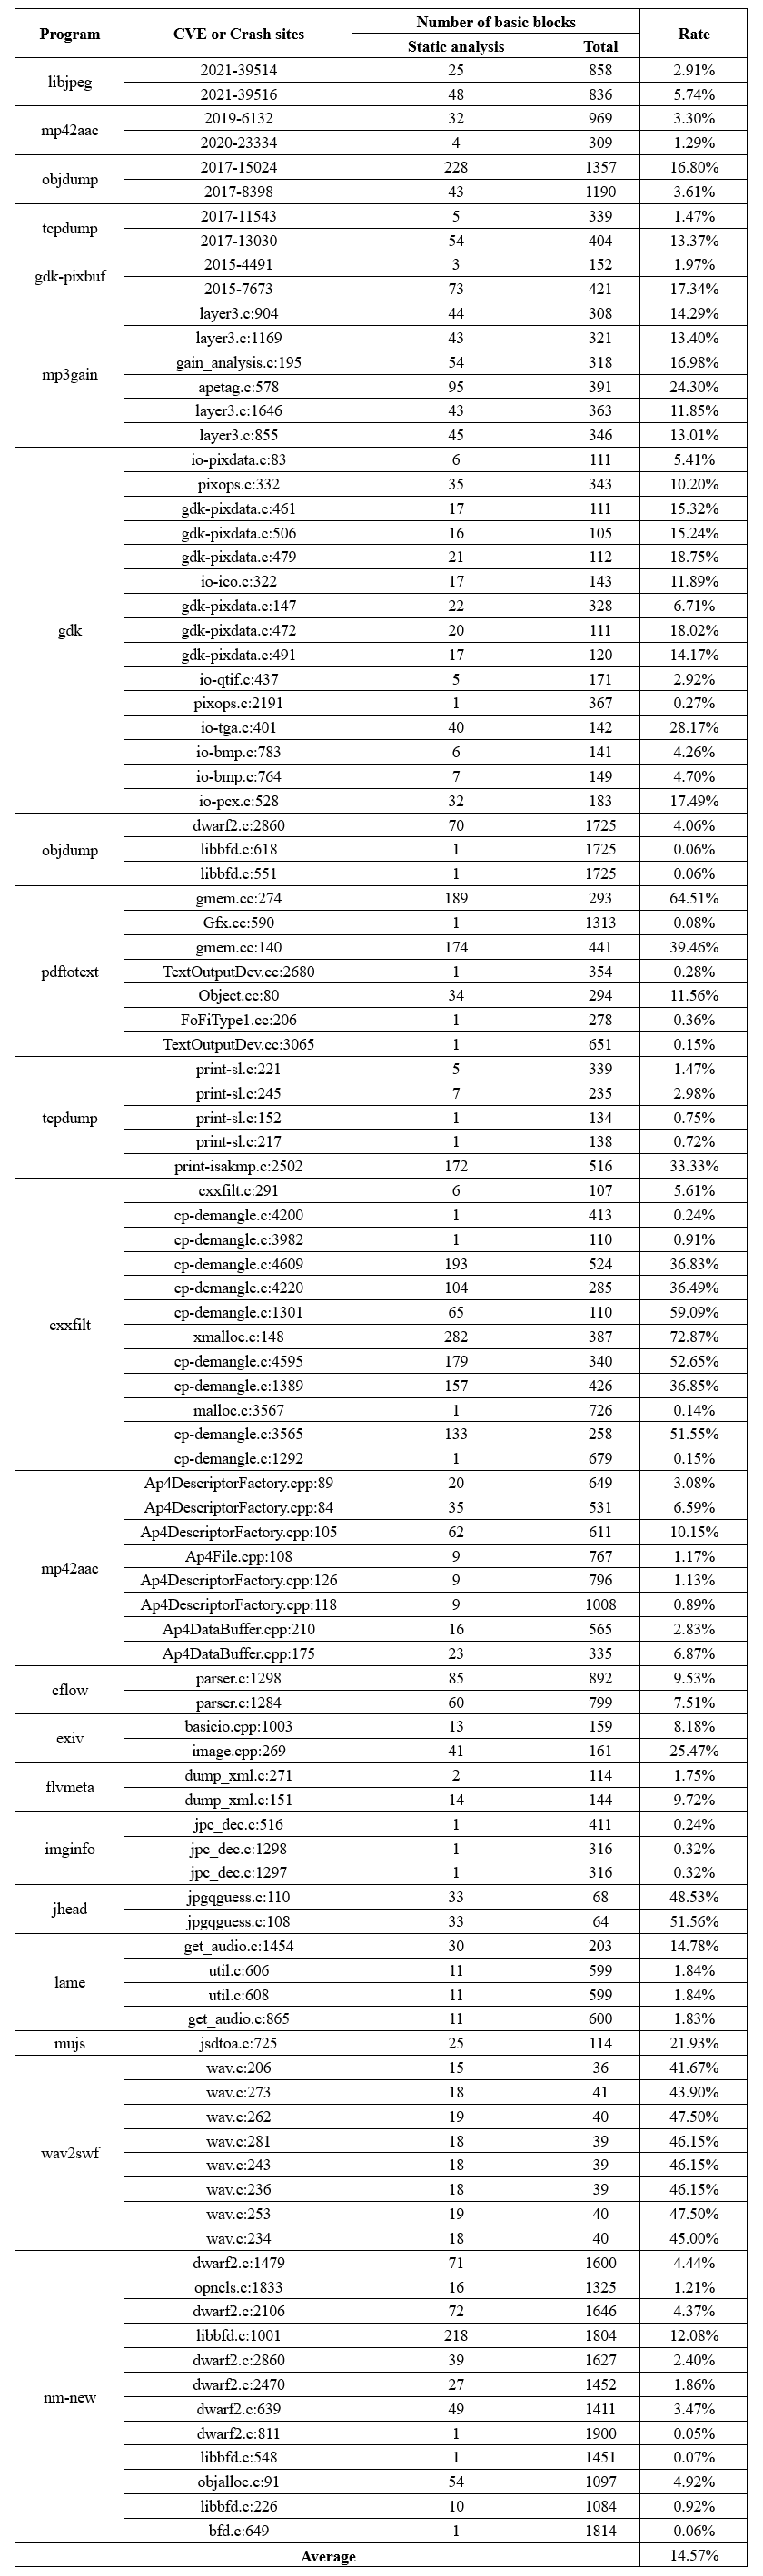 Program CVE or Crash sites Number of basic blocks Rate
Static analysis Total
libjpeg 2021-39514 25 858 2.91%
2021-39516 48 836 5.74%
mp42aac 2019-6132 32 969 3.30%
2020-23334 4 309 1.29%
objdump 2017-15024 228 1357 16.80%
2017-8398 43 1190 3.61%
tcpdump 2017-11543 5 339 1.47%
2017-13030 54 404 13.37%
gdk-pixbuf 2015-4491 3 152 1.97%
2015-7673 73 421 17.34%
mp3gain layer3.c:904 44 308 14.29%
layer3.c:1169 43 321 13.40%
gain_analysis.c:195 54 318 16.98%
apetag.c:578 95 391 24.30%
layer3.c:1646 43 363 11.85%
layer3.c:855 45 346 13.01%
gdk io-pixdata.c:83 6 111 5.41%
pixops.c:332 35 343 10.20%
gdk-pixdata.c:461 17 111 15.32%
gdk-pixdata.c:506 16 105 15.24%
gdk-pixdata.c:479 21 112 18.75%
io-ico.c:322 17 143 11.89%
gdk-pixdata.c:147 22 328 6.71%
gdk-pixdata.c:472 20 111 18.02%
gdk-pixdata.c:491 17 120 14.17%
io-qtif.c:437 5 171 2.92%
pixops.c:2191 1 367 0.27%
io-tga.c:401 40 142 28.17%
io-bmp.c:783 6 141 4.26%
io-bmp.c:764 7 149 4.70%
io-pcx.c:528 32 183 17.49%
objdump dwarf2.c:2860 70 1725 4.06%
libbfd.c:618 1 1725 0.06%
libbfd.c:551 1 1725 0.06%
pdftotext gmem.cc:274 189 293 64.51%
Gfx.cc:590 1 1313 0.08%
gmem.cc:140 174 441 39.46%
TextOutputDev.cc:2680 1 354 0.28%
Object.cc:80 34 294 11.56%
FoFiType1.cc:206 1 278 0.36%
TextOutputDev.cc:3065 1 651 0.15%
tcpdump print-sl.c:221 5 339 1.47%
print-sl.c:245 7 235 2.98%
print-sl.c:152 1 134 0.75%
print-sl.c:217 1 138 0.72%
print-isakmp.c:2502 172 516 33.33%
cxxfilt cxxfilt.c:291 6 107 5.61%
cp-demangle.c:4200 1 413 0.24%
cp-demangle.c:3982 1 110 0.91%
cp-demangle.c:4609 193 524 36.83%
cp-demangle.c:4220 104 285 36.49%
cp-demangle.c:1301 65 110 59.09%
xmalloc.c:148 282 387 72.87%
cp-demangle.c:4595 179 340 52.65%
cp-demangle.c:1389 157 426 36.85%
malloc.c:3567 1 726 0.14%
cp-demangle.c:3565 133 258 51.55%
cp-demangle.c:1292 1 679 0.15%
mp42aac Ap4DescriptorFactory.cpp:89 20 649 3.08%
Ap4DescriptorFactory.cpp:84 35 531 6.59%
Ap4DescriptorFactory.cpp:105 62 611 10.15%
Ap4File.cpp:108 9 767 1.17%
Ap4DescriptorFactory.cpp:126 9 796 1.13%
Ap4DescriptorFactory.cpp:118 9 1008 0.89%
Ap4DataBuffer.cpp:210 16 565 2.83%
Ap4DataBuffer.cpp:175 23 335 6.87%
cflow parser.c:1298 85 892 9.53%
parser.c:1284 60 799 7.51%
exiv basicio.cpp:1003 13 159 8.18%
image.cpp:269 41 161 25.47%
flvmeta dump_xml.c:271 2 114 1.75%
dump_xml.c:151 14 144 9.72%
imginfo jpc_dec.c:516 1 411 0.24%
jpc_dec.c:1298 1 316 0.32%
jpc_dec.c:1297 1 316 0.32%
jhead jpgqguess.c:110 33 68 48.53%
jpgqguess.c:108 33 64 51.56%
lame get_audio.c:1454 30 203 14.78%
util.c:606 11 599 1.84%
util.c:608 11 599 1.84%
get_audio.c:865 11 600 1.83%
mujs jsdtoa.c:725 25 114 21.93%
wav2swf wav.c:206 15 36 41.67%
wav.c:273 18 41 43.90%
wav.c:262 19 40 47.50%
wav.c:281 18 39 46.15%
wav.c:243 18 39 46.15%
wav.c:236 18 39 46.15%
wav.c:253 19 40 47.50%
wav.c:234 18 40 45.00%
nm-new dwarf2.c:1479 71 1600 4.44%
opncls.c:1833 16 1325 1.21%
dwarf2.c:2106 72 1646 4.37%
libbfd.c:1001 218 1804 12.08%
dwarf2.c:2860 39 1627 2.40%
dwarf2.c:2470 27 1452 1.86%
dwarf2.c:639 49 1411 3.47%
dwarf2.c:811 1 1900 0.05%
libbfd.c:548 1 1451 0.07%
objalloc.c:91 54 1097 4.92%
libbfd.c:226 10 1084 0.92%
bfd.c:649 1 1814 0.06%
Average 14.57%